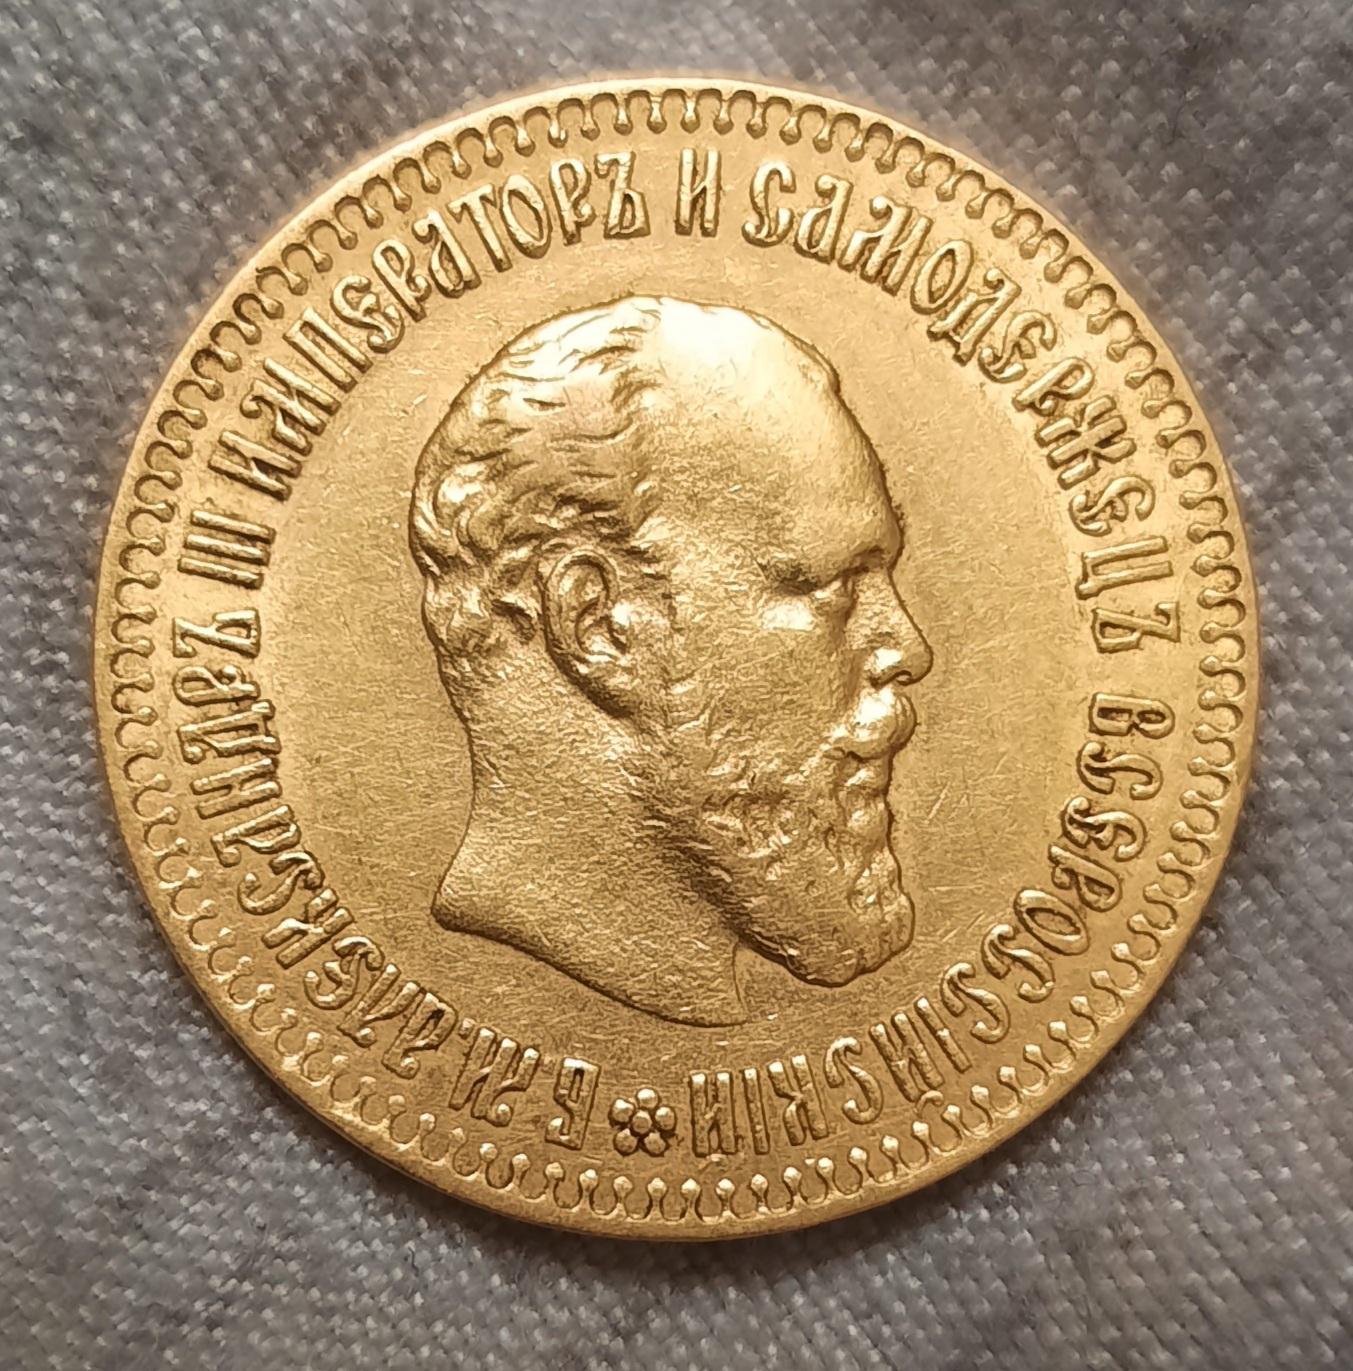 Б. М. АЛЕКСАНДРЪ III ИМПЕРАТОРЪ И САМОДЕРЖЕЦЪ ВСЕРОССІЙСКІЙ